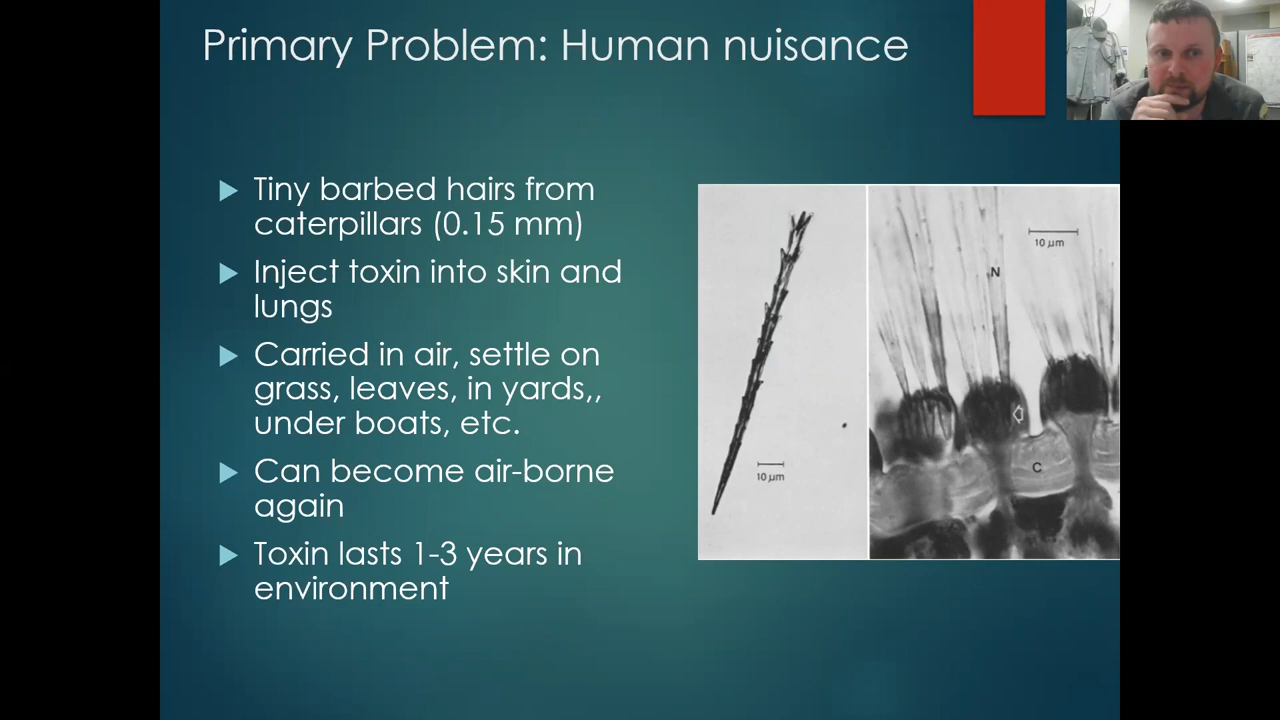 Primary Problem: Human nuisance
Tiny barbed hairs from
caterpillars (0.15 mm)
Inject toxin into skin and
lungs
Carried in air, settle on
grass, leaves, in yards,,
under boats, etc.
Can become air-borne
again
Toxin lasts 1-3 years in
environment
10 µm
N
10 µm
C